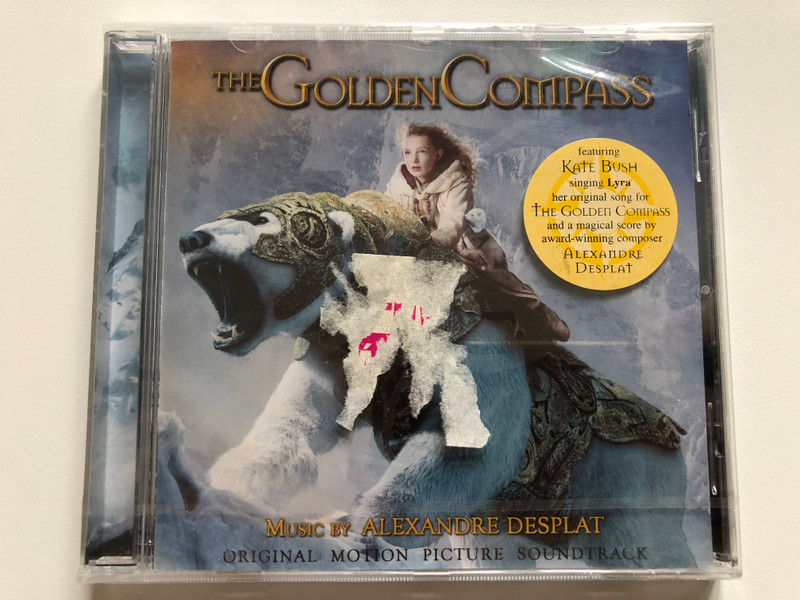 THE GOLDEN COMPASS
featuring
KATE BUSH
singing Lyra
her original song for
THE GOLDEN COMPASS
and a magical score by
award-winning composer
ALEXANDRE
DESPLAT
MUSIC BY ALEXANDRE DESPLAT
ORIGINAL MOTION PICTURE SOUNDTRACK